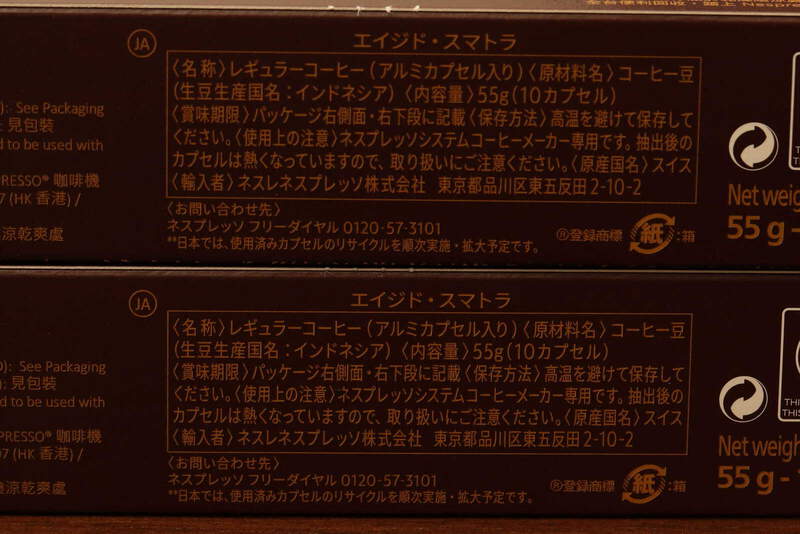 JA
エイジド・スマトラ
〈名称〉レギュラーコーヒー（アルミカプセル入り）〈原材料名〉コーヒー豆
（生豆生産国名：インドネシア）〈内容量〉55g（10カプセル）
〈賞味期限〉パッケージ右側面・右下段に記載〈保存方法〉高温を避けて保存して
ください。〈使用上の注意〉ネスプレッソシステムコーヒーメーカー専用です。抽出後の
カプセルは熱くなっていますので、取り扱いにご注意ください。〈原産国名〉スイス
〈輸入者〉ネスレネスプレッソ株式会社 東京都品川区東五反田2-10-2
〈お問い合わせ先〉
ネスプレッソ フリーダイヤル 0120-57-3101
**日本では、使用済みカプセルのリサイクルを順次実施・拡大予定です。
®登録商標 紙：箱
): See Packaging
: 見包裝
d to be used with
PRESSO® 咖啡機
7 (HK 香港) /
涼乾爽處
Net weigh
55 g -
JA
エイジド・スマトラ
〈名称〉レギュラーコーヒー（アルミカプセル入り）〈原材料名〉コーヒー豆
（生豆生産国名：インドネシア）〈内容量〉55g（10カプセル）
〈賞味期限〉パッケージ右側面・右下段に記載〈保存方法〉高温を避けて保存して
ください。〈使用上の注意〉ネスプレッソシステムコーヒーメーカー専用です。抽出後の
カプセルは熱くなっていますので、取り扱いにご注意ください。〈原産国名〉スイス
〈輸入者〉ネスレネスプレッソ株式会社 東京都品川区東五反田2-10-2
〈お問い合わせ先〉
ネスプレッソ フリーダイヤル 0120-57-3101
**日本では、使用済みカプセルのリサイクルを順次実施・拡大予定です。
®登録商標 紙：箱
): See Packaging
): 見包裝
ed to be used with
PRESSO® 咖啡機
07 (HK 香港) /
涼乾爽處
THI
THIS
Net weigh
55 g -